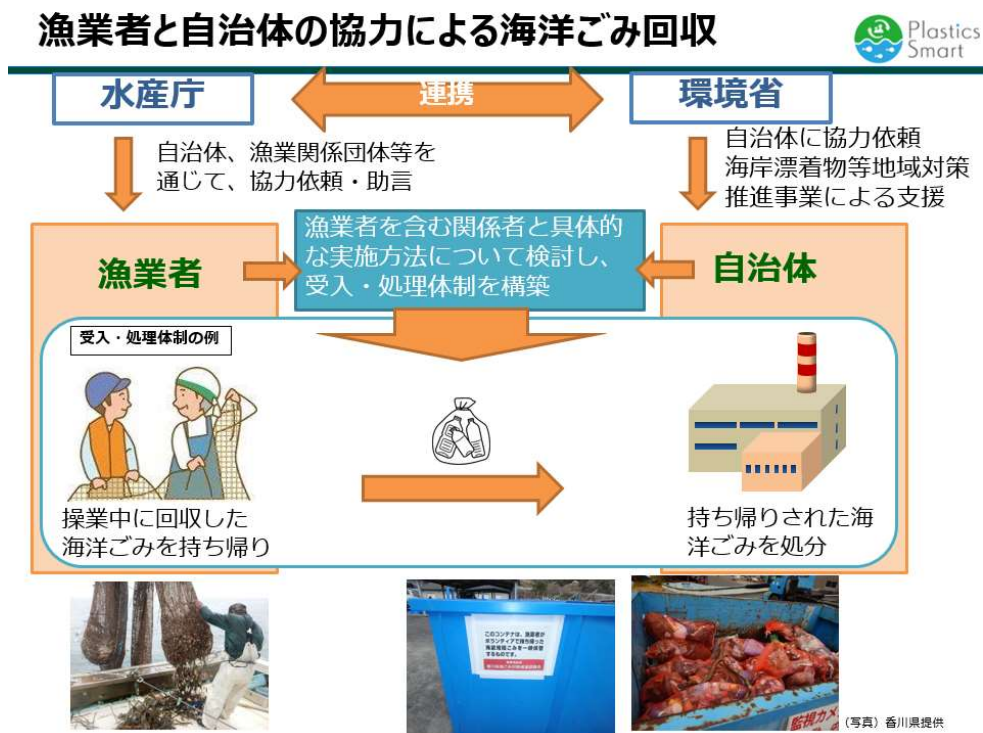 漁業者と自治体の協力による海洋ごみ回収
Plastics
Smart
水産庁
連携
環境省
自治体、漁業関係団体等を
通じて、協力依頼・助言
自治体に協力依頼
海岸漂着物等地域対策
推進事業による支援
漁業者
漁業者を含む関係者と具体的
な実施方法について検討し、
受入・処理体制を構築
自治体
受入・処理体制の例
操業中に回収した
海洋ごみを持ち帰り
持ち帰りされた海
洋ごみを処分
このコンテナは、漁業者が
ボランティアで持ち帰った
海底堆積ごみを一時保管
するものです。
監視カメ
（写真）香川県提供